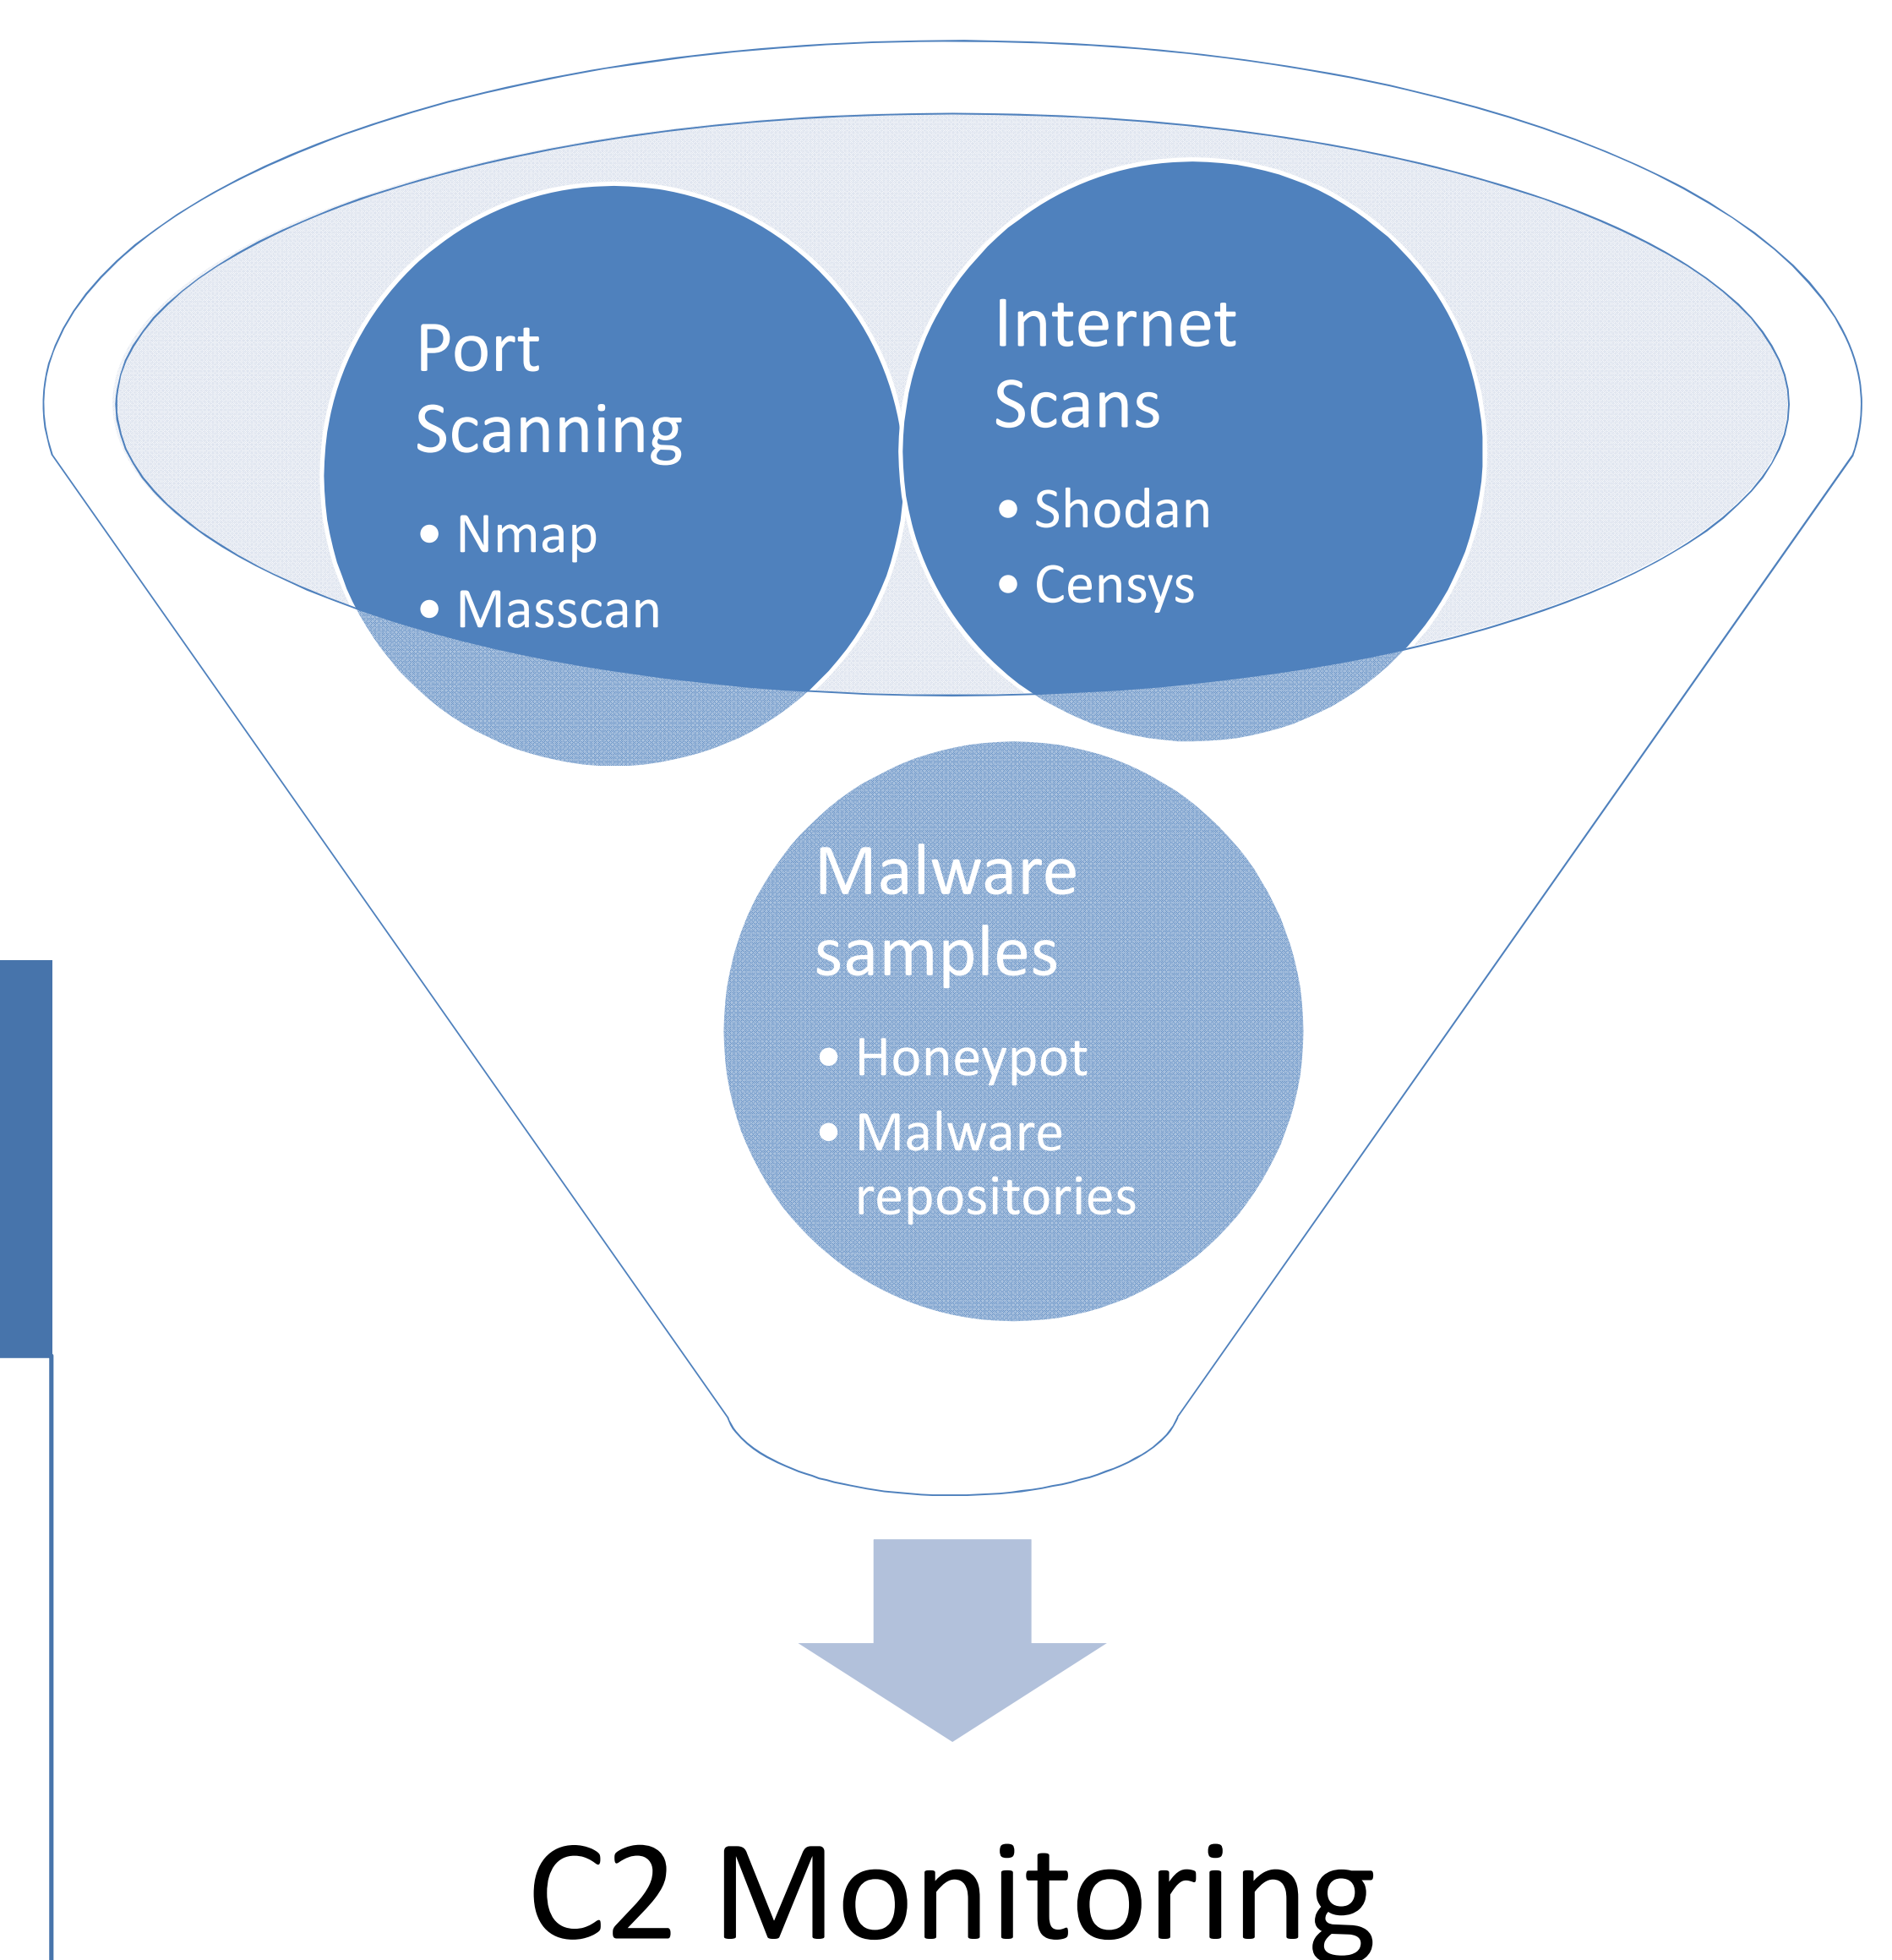 Port
Scanning
• Nmap
• Masscan
Internet
Scans
• Shodan
• Censys
Malware
samples
• Honeypot
• Malware
repositories
C2 Monitoring